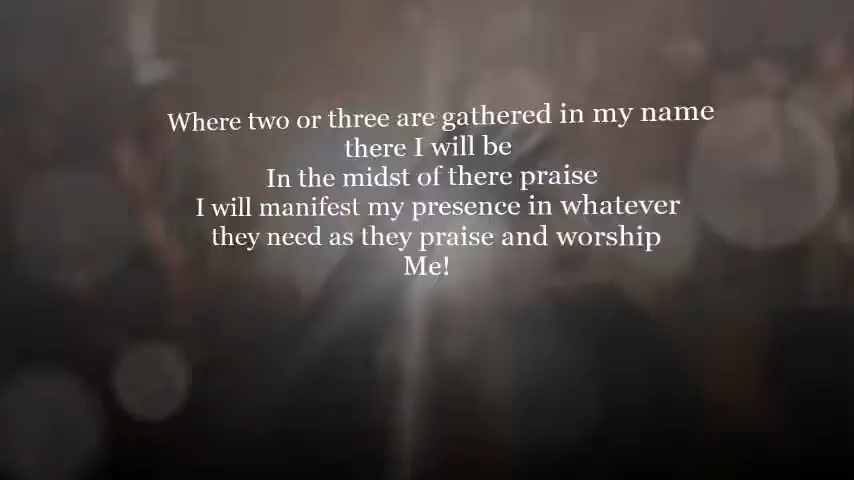 Where two or three are gathered in my name
there I will be
In the midst of there praise
I will manifest my presence in whatever
they need as they praise and worship
Me!